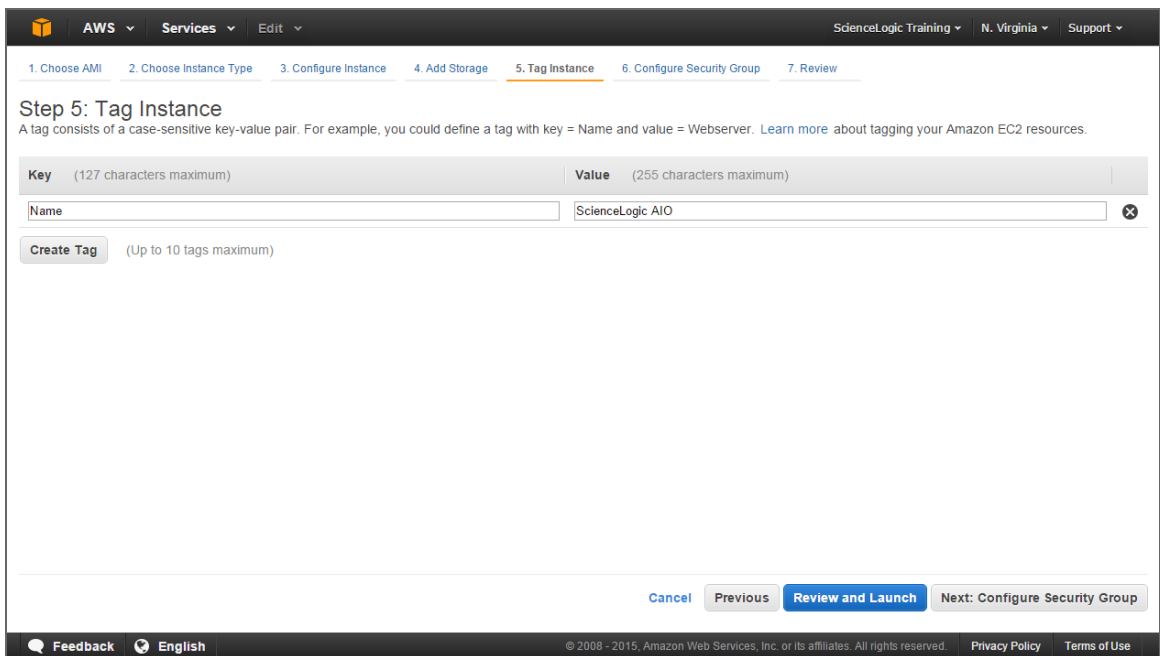 AWS Services Edit ScienceLogic Training N. Virginia Support
1. Choose AMI 2. Choose Instance Type 3. Configure Instance 4. Add Storage 5. Tag Instance 6. Configure Security Group 7. Review
Step 5: Tag Instance
A tag consists of a case-sensitive key-value pair. For example, you could define a tag with key = Name and value = Webserver. Learn more about tagging your Amazon EC2 resources.
Key (127 characters maximum) Value (255 characters maximum)
Name ScienceLogic AIO
Create Tag (Up to 10 tags maximum)
Cancel Previous Review and Launch Next: Configure Security Group
Feedback English © 2008 - 2015, Amazon Web Services, Inc. or its affiliates. All rights reserved. Privacy Policy Terms of Use